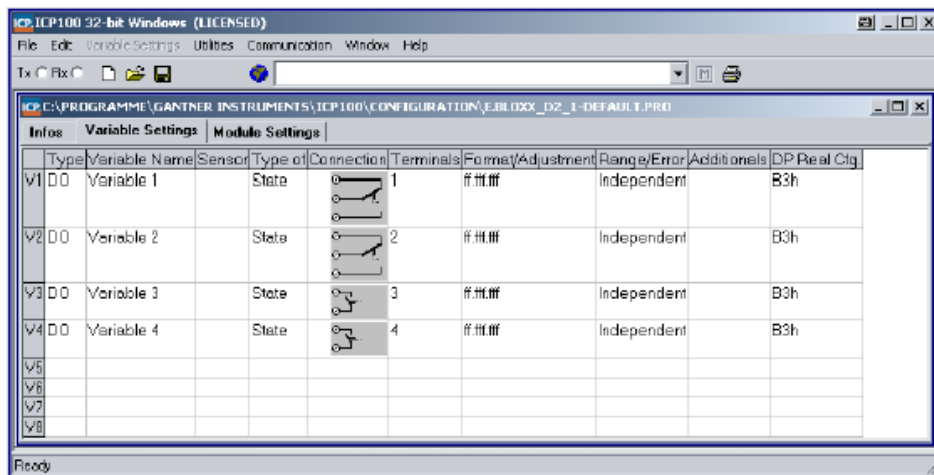 ICP ICP100 32-bit Windows (LICENSED)
File Edit Variable Settings Utilities Communication Window Help
Tx Rx M
ICP C:\PROGRAMME\GANTNER INSTRUMENTS\ICP100\CONFIGURATION\E.BLOXX_D2_1-DEFAULT.PRO
Infos Variable Settings Module Settings
Type Variable Name Sensor Type of Connection Terminals Format/Adjustment Range/Error Additionals DP Real Cfg.
V1 DO Variable 1 State 1 ff.fff.fff Independent B3h
V2 DO Variable 2 State 2 ff.fff.fff Independent B3h
V3 DO Variable 3 State 3 ff.fff.fff Independent B3h
V4 DO Variable 4 State 4 ff.fff.fff Independent B3h
V5
V6
V7
V8
Ready